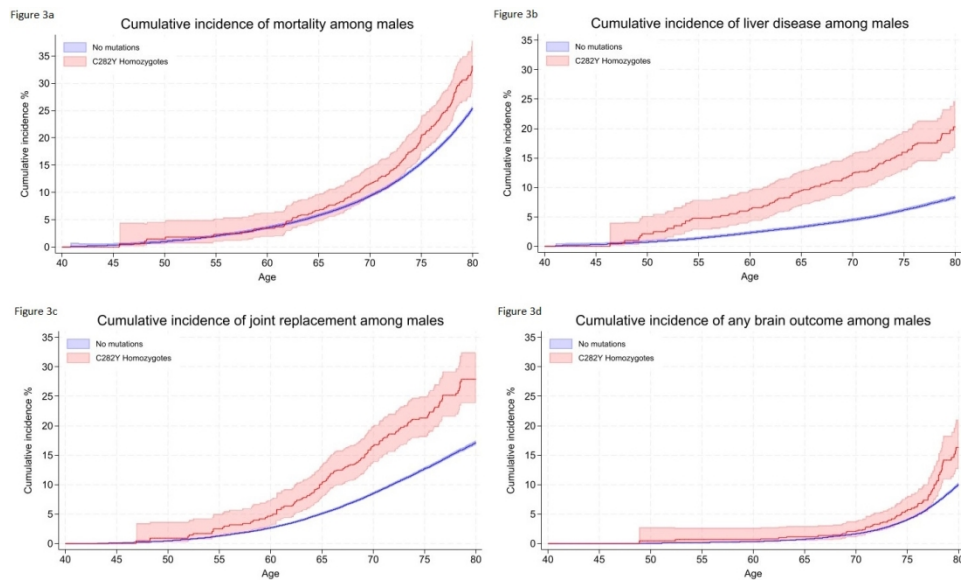 Figure 3a
Cumulative incidence of mortality among males
No mutations
C282Y Homozygotes
Cumulative incidence %
35
30
25
20
15
10
5
0
40 45 50 55 60 65 70 75 80
Age
Figure 3b
Cumulative incidence of liver disease among males
No mutations
C282Y Homozygotes
Cumulative incidence %
35
30
25
20
15
10
5
0
40 45 50 55 60 65 70 75 80
Age
Figure 3c
Cumulative incidence of joint replacement among males
No mutations
C282Y Homozygotes
Cumulative incidence %
35
30
25
20
15
10
5
0
40 45 50 55 60 65 70 75 80
Age
Figure 3d
Cumulative incidence of any brain outcome among males
No mutations
C282Y Homozygotes
Cumulative incidence %
35
30
25
20
15
10
5
0
40 45 50 55 60 65 70 75 80
Age